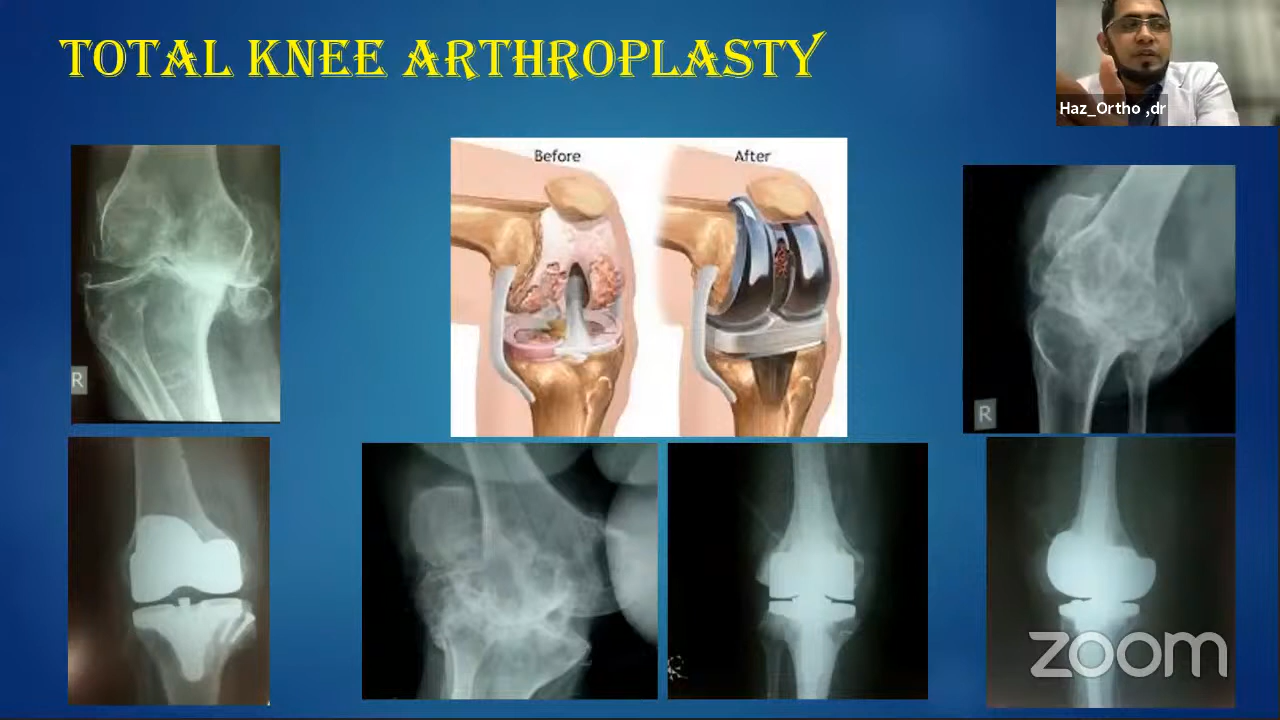 TOTAL KNEE ARTHROPLASTY
Haz_Ortho ,dr
Before
After
R
R
zoom